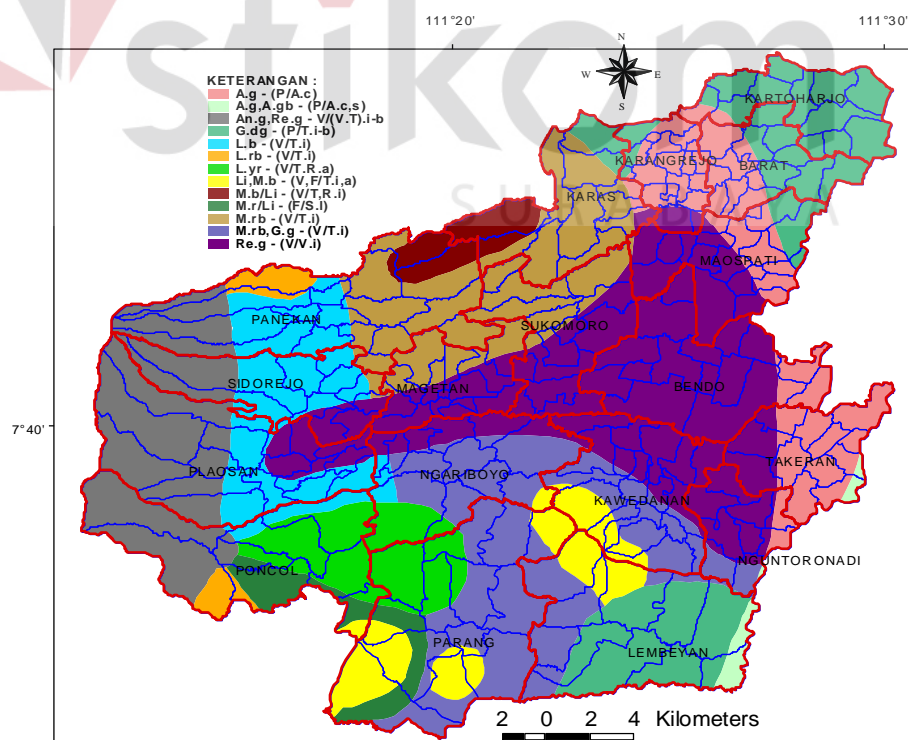 111°20'
111°30'
stikom
SURABAYA
N
W E
S
KETERANGAN :
A.g - (P/A.c)
A.g,A.gb - (P/A.c,s)
An.g,Re.g - V/(V.T).i-b
G.dg - (P/T.i-b)
L.b - (V/T.i)
L.rb - (V/T.i)
L.yr - (V/T.R.a)
Li,M.b - (V,F/T.i,a)
M.b/Li - (V/T,R.i)
M.r/Li - (F/S.l)
M.rb - (V/T.i)
M.rb,G.g - (V/T.i)
Re.g - (V/V.i)
KARTOHARJO
KARANGREJO
BARAT
KARAS
MAOSPATI
PANEKAN
SUKOMORO
SIDOREJO
MAGETAN
BENDO
7°40'
PLAOSAN
NGARIBOYO
TAKERAN
KAWEDANAN
PONCOL
NGUNTORONADI
PARANG
LEMBEYAN
2 0 2 4 Kilometers